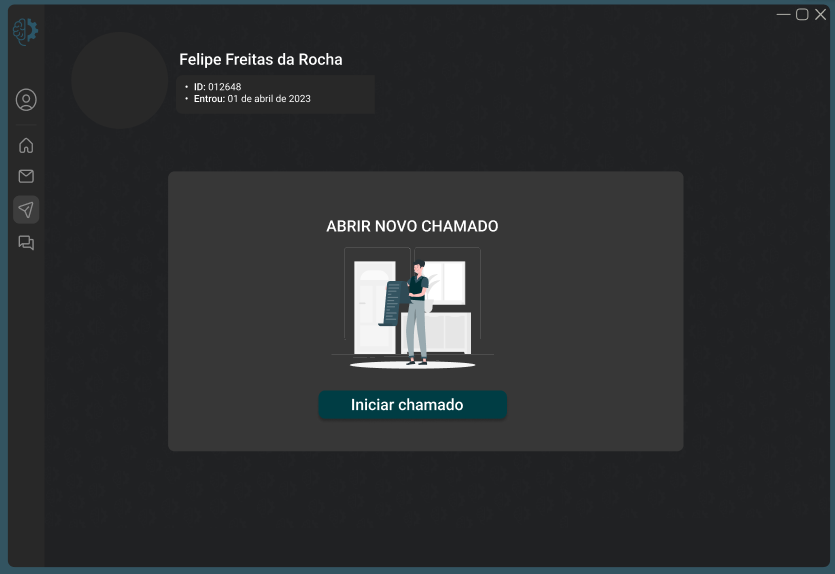 Felipe Freitas da Rocha
• ID: 012648
• Entrou: 01 de abril de 2023
ABRIR NOVO CHAMADO
Iniciar chamado